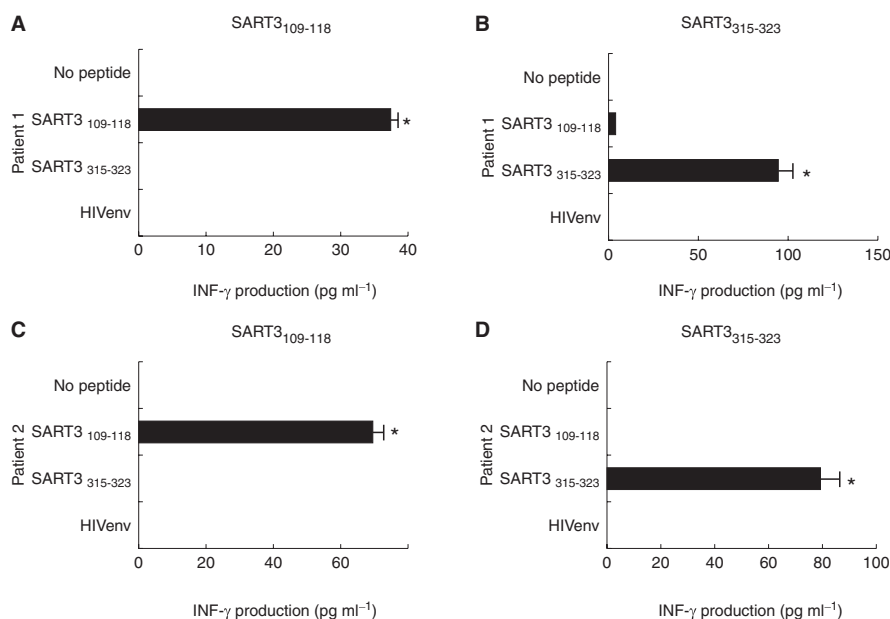 A
SART3109-118
Patient 1
No peptide
SART3 109-118
SART3 315-323
HIVenv
0 10 20 30 40
INF-γ production (pg ml−1)
B
SART3315-323
Patient 1
No peptide
SART3 109-118
SART3 315-323
HIVenv
0 50 100 150
INF-γ production (pg ml−1)
C
SART3109-118
Patient 2
No peptide
SART3 109-118
SART3 315-323
HIVenv
0 20 40 60
INF-γ production (pg ml−1)
D
SART3315-323
Patient 2
No peptide
SART3 109-118
SART3 315-323
HIVenv
0 20 40 60 80 100
INF-γ production (pg ml−1)